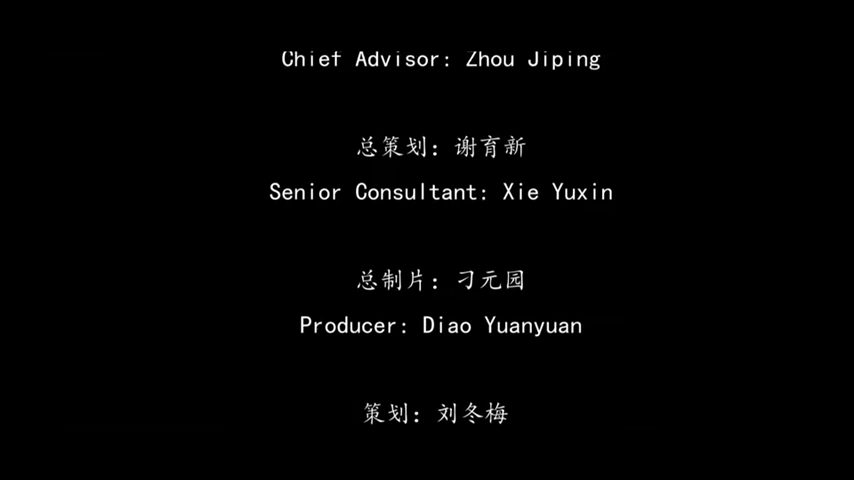 Chief Advisor: Zhou Jiping
总策划：谢育新
Senior Consultant: Xie Yuxin
总制片：刁元园
Producer: Diao Yuanyuan
策划：刘冬梅